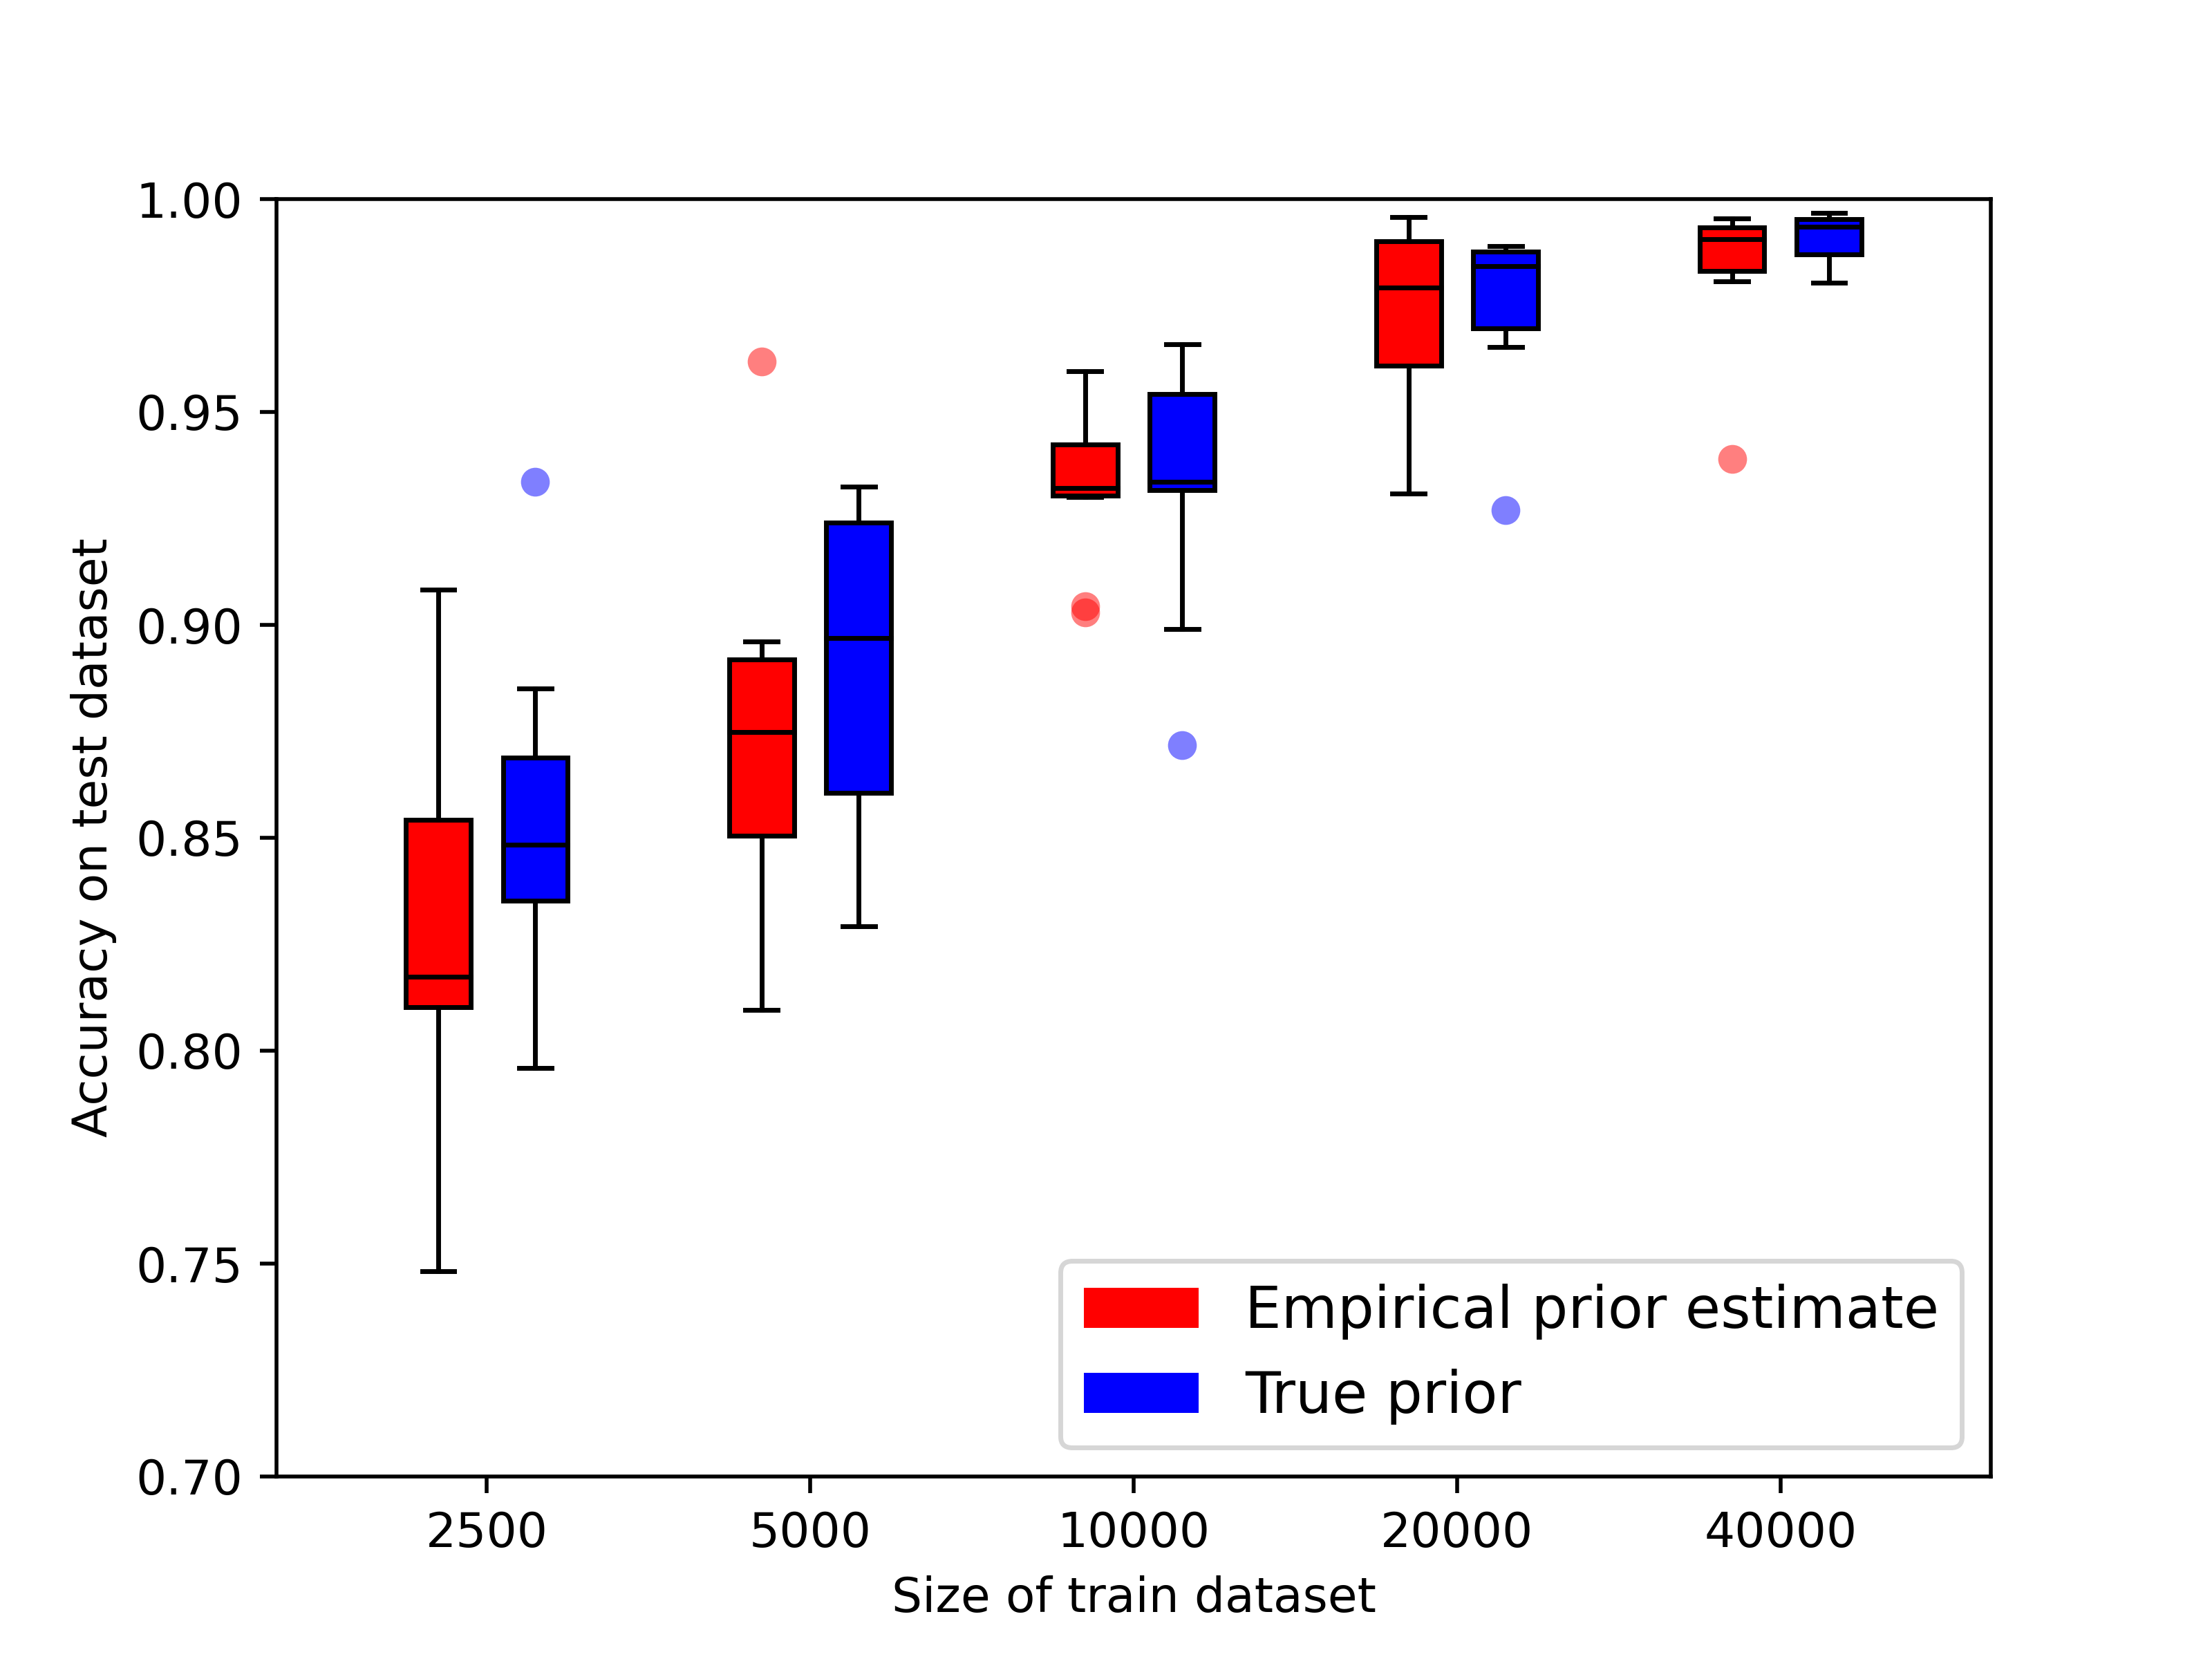 1.00
0.95
0.90
0.85
0.80
0.75
0.70
Accuracy on test dataset
2500 5000 10000 20000 40000
Size of train dataset
Empirical prior estimate
True prior